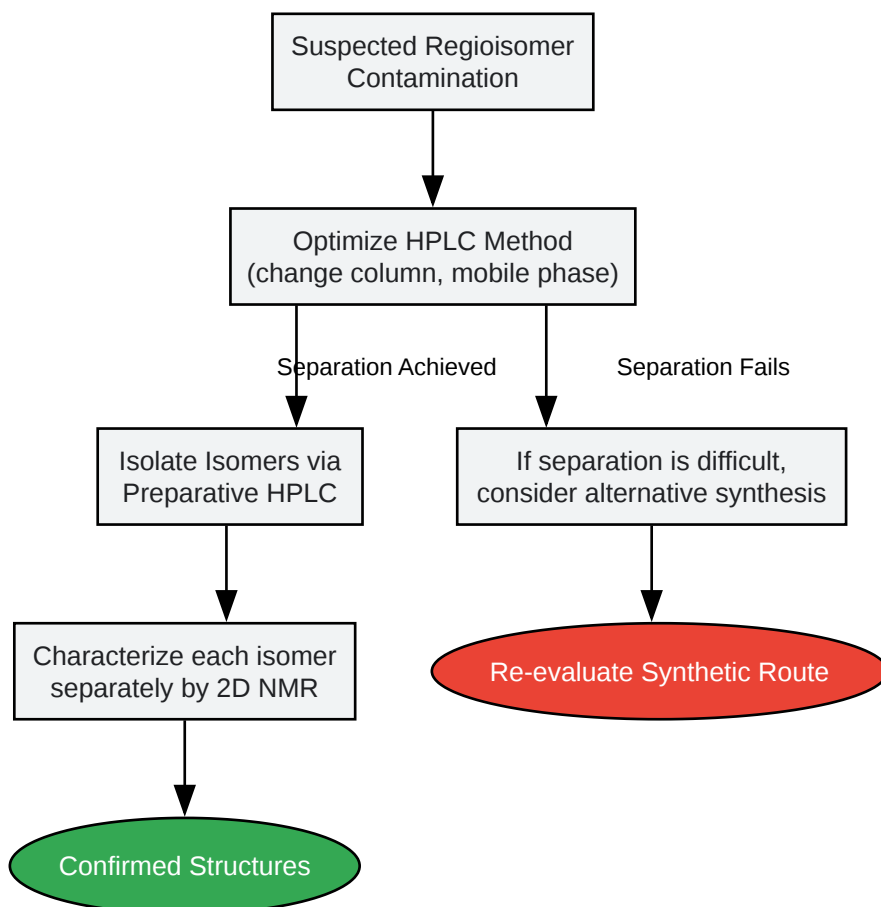 Suspected Regioisomer
Contamination
Optimize HPLC Method
(change column, mobile phase)
Separation Achieved
Separation Fails
Isolate Isomers via
Preparative HPLC
If separation is difficult,
consider alternative synthesis
Characterize each isomer
separately by 2D NMR
Re-evaluate Synthetic Route
Confirmed Structures